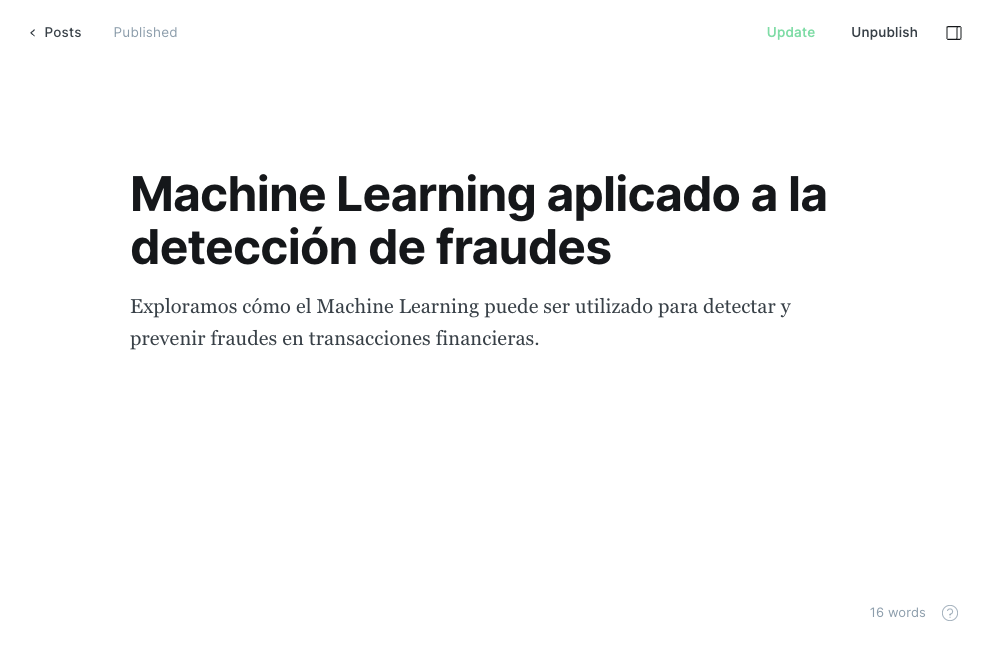 Posts
Published
Update
Unpublish
Machine Learning aplicado a la
detección de fraudes
Exploramos cómo el Machine Learning puede ser utilizado para detectar y
prevenir fraudes en transacciones financieras.
16 words
?